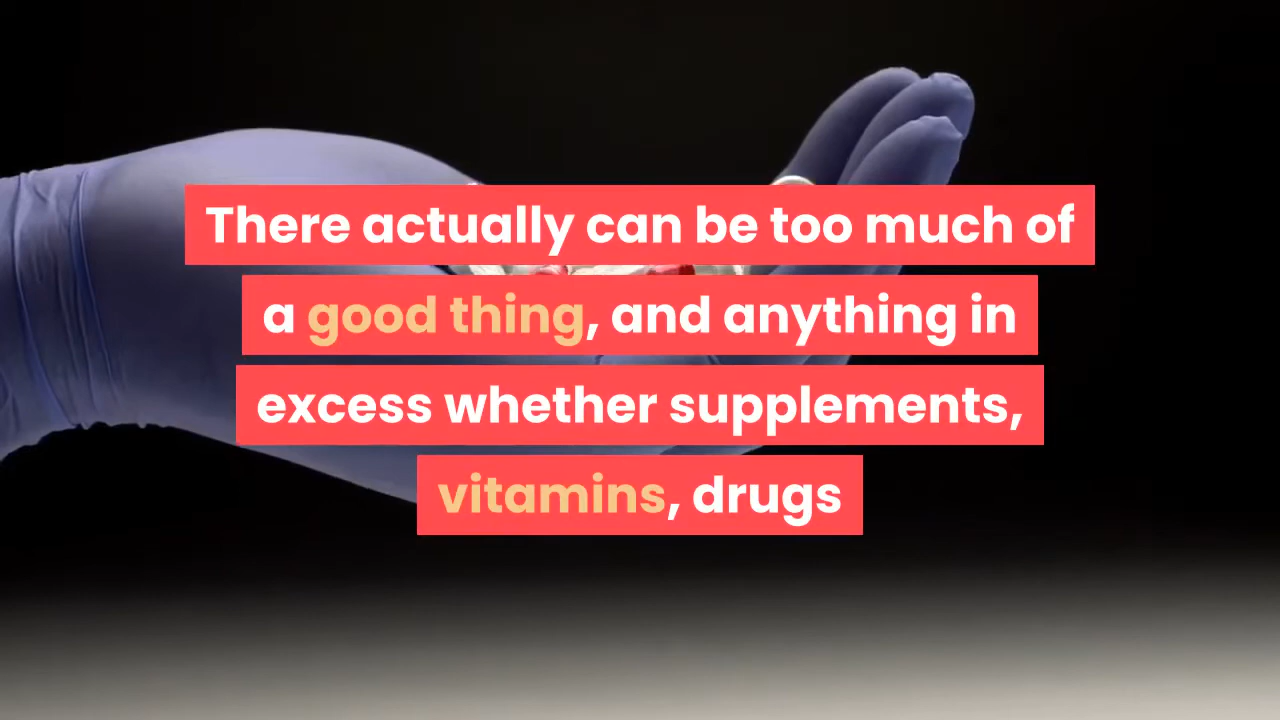 There actually can be too much of
a good thing, and anything in
excess whether supplements,
vitamins, drugs